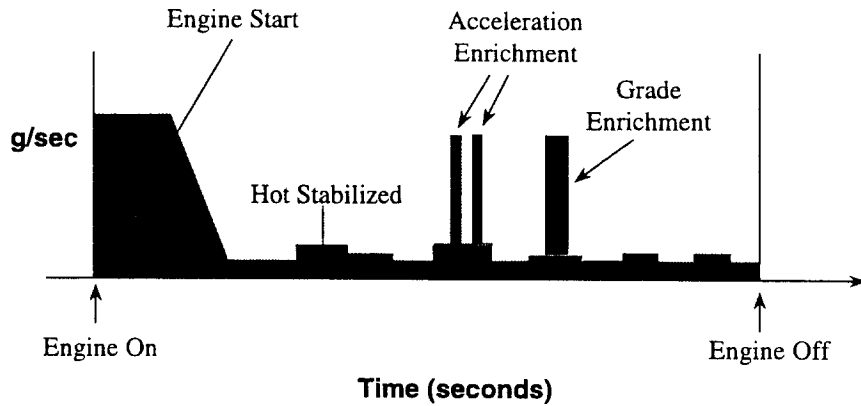 Engine Start
Acceleration
Enrichment
Grade
Enrichment
g/sec
Hot Stabilized
Engine On
Engine Off
Time (seconds)